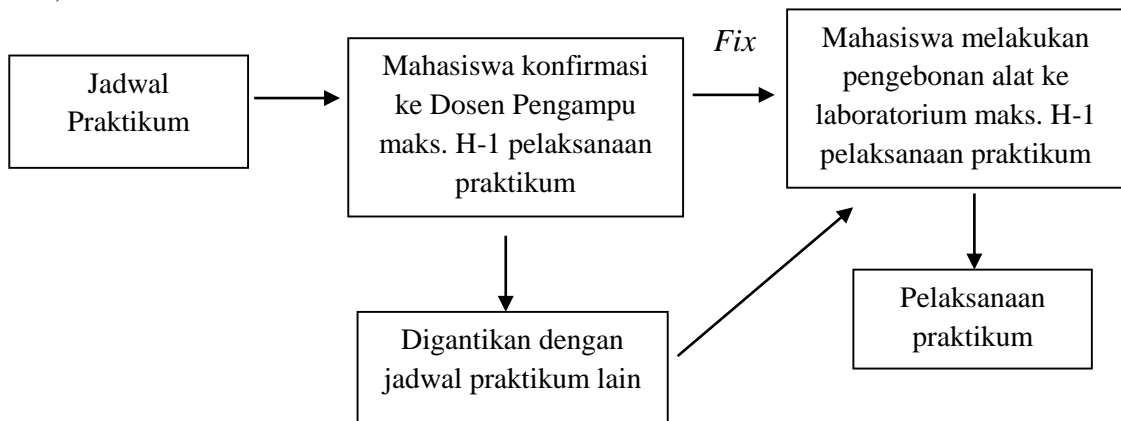 Jadwal
Praktikum
Mahasiswa konfirmasi
ke Dosen Pengampu
maks. H-1 pelaksanaan
praktikum
Fix
Mahasiswa melakukan
pengebonan alat ke
laboratorium maks. H-1
pelaksanaan praktikum
Digantikan dengan
jadwal praktikum lain
Pelaksanaan
praktikum